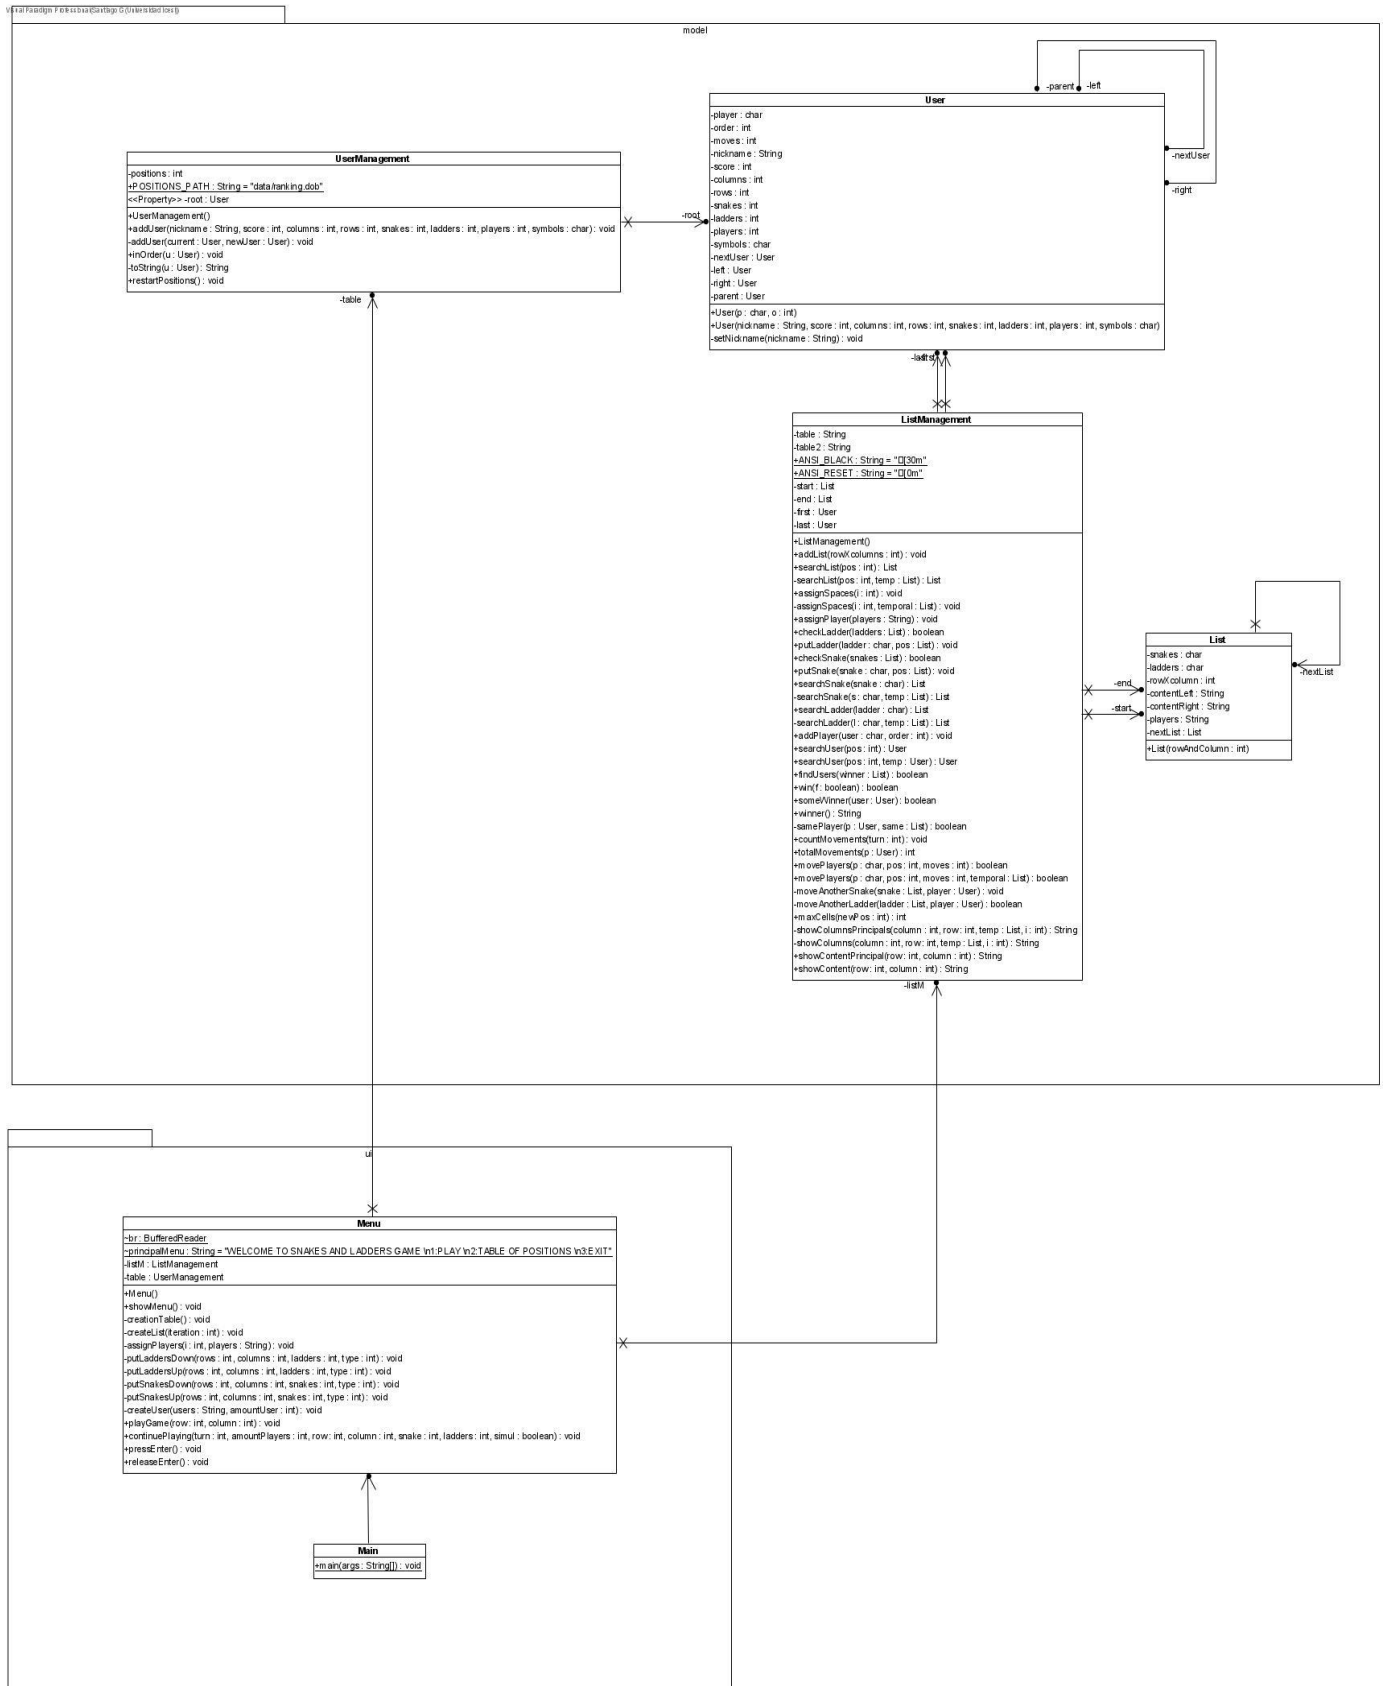 Visual Paradigm Professional(Santiago G.(Universidad Icesi))
model
-parent
-left
User
-player : char
-order : int
-moves : int
-nickname : String
-score : int
-columns : int
-rows : int
-snakes : int
-ladders : int
-players : int
-symbols : char
-nextUser : User
-left : User
-right : User
-parent : User
+User(p : char, o : int)
+User(nickname : String, score : int, columns : int, rows : int, snakes : int, ladders : int, players : int, symbols : char)
-setNickname(nickname : String) : void
-nextUser
-right
UserManagement
-positions : int
+POSITIONS_PATH : String = "data/ranking.dob"
<<Property>> -root : User
+UserManagement()
+addUser(nickname : String, score : int, columns : int, rows : int, snakes : int, ladders : int, players : int, symbols : char) : void
-addUser(current : User, newUser : User) : void
+inOrder(u : User) : void
-toString(u : User) : String
+restartPositions() : void
-root
-table
ListManagement
-table : String
-table2 : String
+ANSI_BLACK : String = "□[30m"
+ANSI_RESET : String = "□[0m"
-start : List
-end : List
-first : User
-last : User
+ListManagement()
+addList(rowXcolumns : int) : void
+searchList(pos : int) : List
-searchList(pos : int, temp : List) : List
+assignSpaces(i : int) : void
-assignSpaces(i : int, temporal : List) : void
+assignPlayer(players : String) : void
+checkLadder(ladders : List) : boolean
+putLadder(ladder : char, pos : List) : void
+checkSnake(snakes : List) : boolean
+putSnake(snake : char, pos : List) : void
+searchSnake(snake : char) : List
-searchSnake(s : char, temp : List) : List
+searchLadder(ladder : char) : List
-searchLadder(l : char, temp : List) : List
+addPlayer(user : char, order : int) : void
+searchUser(pos : int) : User
+searchUser(pos : int, temp : User) : User
+findUsers(winner : List) : boolean
+win(f : boolean) : boolean
+someWinner(user : User) : boolean
+winner() : String
-samePlayer(p : User, same : List) : boolean
+countMovements(turn : int) : void
+totalMovements(p : User) : int
+movePlayers(p : char, pos : int, moves : int) : boolean
+movePlayers(p : char, pos : int, moves : int, temporal : List) : boolean
-moveAnotherSnake(snake : List, player : User) : void
-moveAnotherLadder(ladder : List, player : User) : boolean
+maxCells(newPos : int) : int
-showColumnsPrincipals(column : int, row : int, temp : List, i : int) : String
-showColumns(column : int, row : int, temp : List, i : int) : String
+showContentPrincipal(row : int, column : int) : String
+showContent(row : int, column : int) : String
-end
-start
List
-snakes : char
-ladders : char
-rowXcolumn : int
-contentLeft : String
-contentRight : String
-players : String
-nextList : List
+List(rowAndColumn : int)
-nextList
-listM
ui
Menu
~br : BufferedReader
~principalMenu : String = "WELCOME TO SNAKES AND LADDERS GAME \n1:PLAY \n2:TABLE OF POSITIONS \n3:EXIT"
-listM : ListManagement
-table : UserManagement
+Menu()
+showMenu() : void
-creationTable() : void
-createList(iteration : int) : void
-assignPlayers(i : int, players : String) : void
-putLaddersDown(rows : int, columns : int, ladders : int, type : int) : void
-putLaddersUp(rows : int, columns : int, ladders : int, type : int) : void
-putSnakesDown(rows : int, columns : int, snakes : int, type : int) : void
-putSnakesUp(rows : int, columns : int, snakes : int, type : int) : void
-createUser(users : String, amountUser : int) : void
+playGame(row : int, column : int) : void
+continuePlaying(turn : int, amountPlayers : int, row : int, column : int, snake : int, ladders : int, simul : boolean) : void
+pressEnter() : void
+releaseEnter() : void
Main
+main(args : String[]) : void